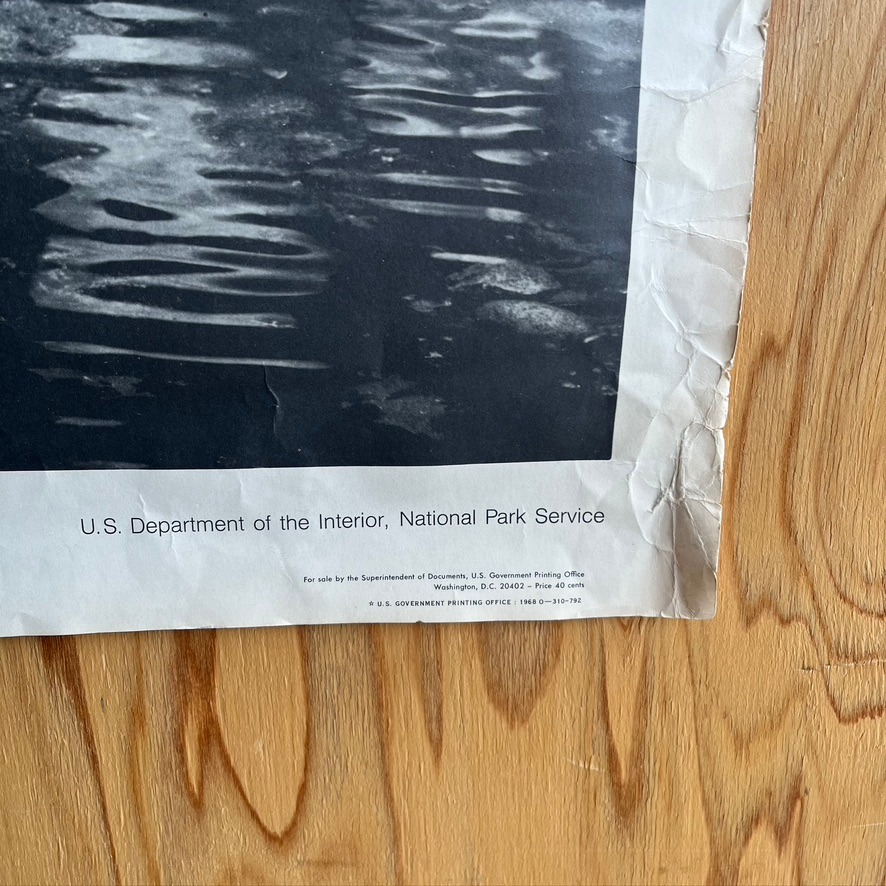 U.S. Department of the Interior, National Park Service
For sale by the Superintendent of Documents, U.S. Government Printing Office
Washington, D.C. 20402 – Price 40 cents
☆ U.S. GOVERNMENT PRINTING OFFICE : 1968 O—310-792